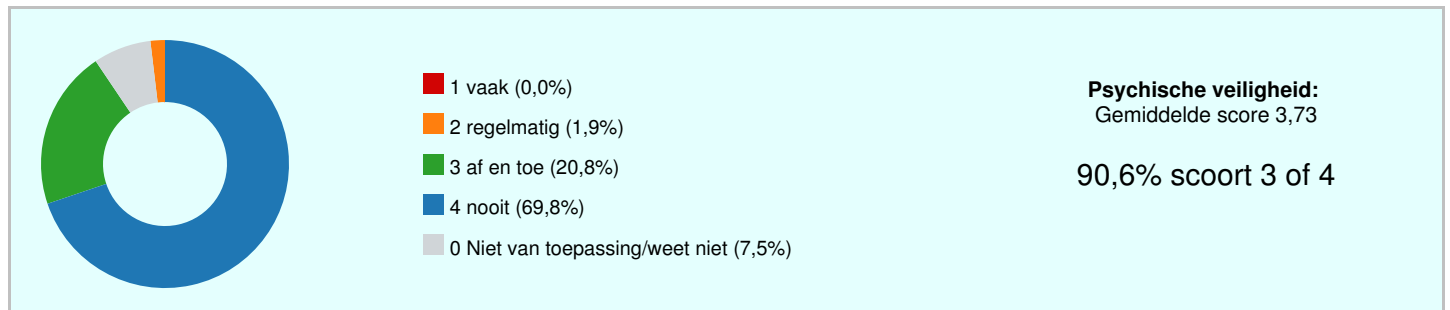 1 vaak (0,0%)
2 regelmatig (1,9%)
3 af en toe (20,8%)
4 nooit (69,8%)
0 Niet van toepassing/weet niet (7,5%)
Psychische veiligheid:
Gemiddelde score 3,73
90,6% scoort 3 of 4